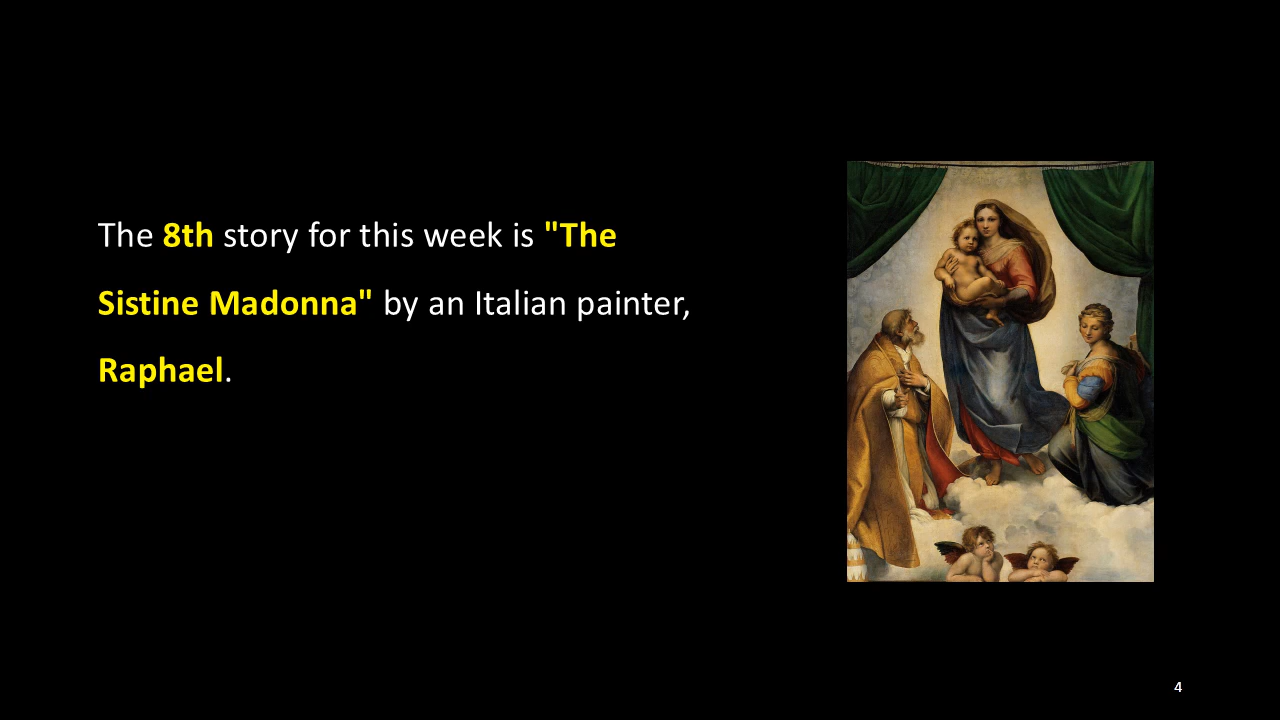 The 8th story for this week is "The
Sistine Madonna" by an Italian painter,
Raphael.
4